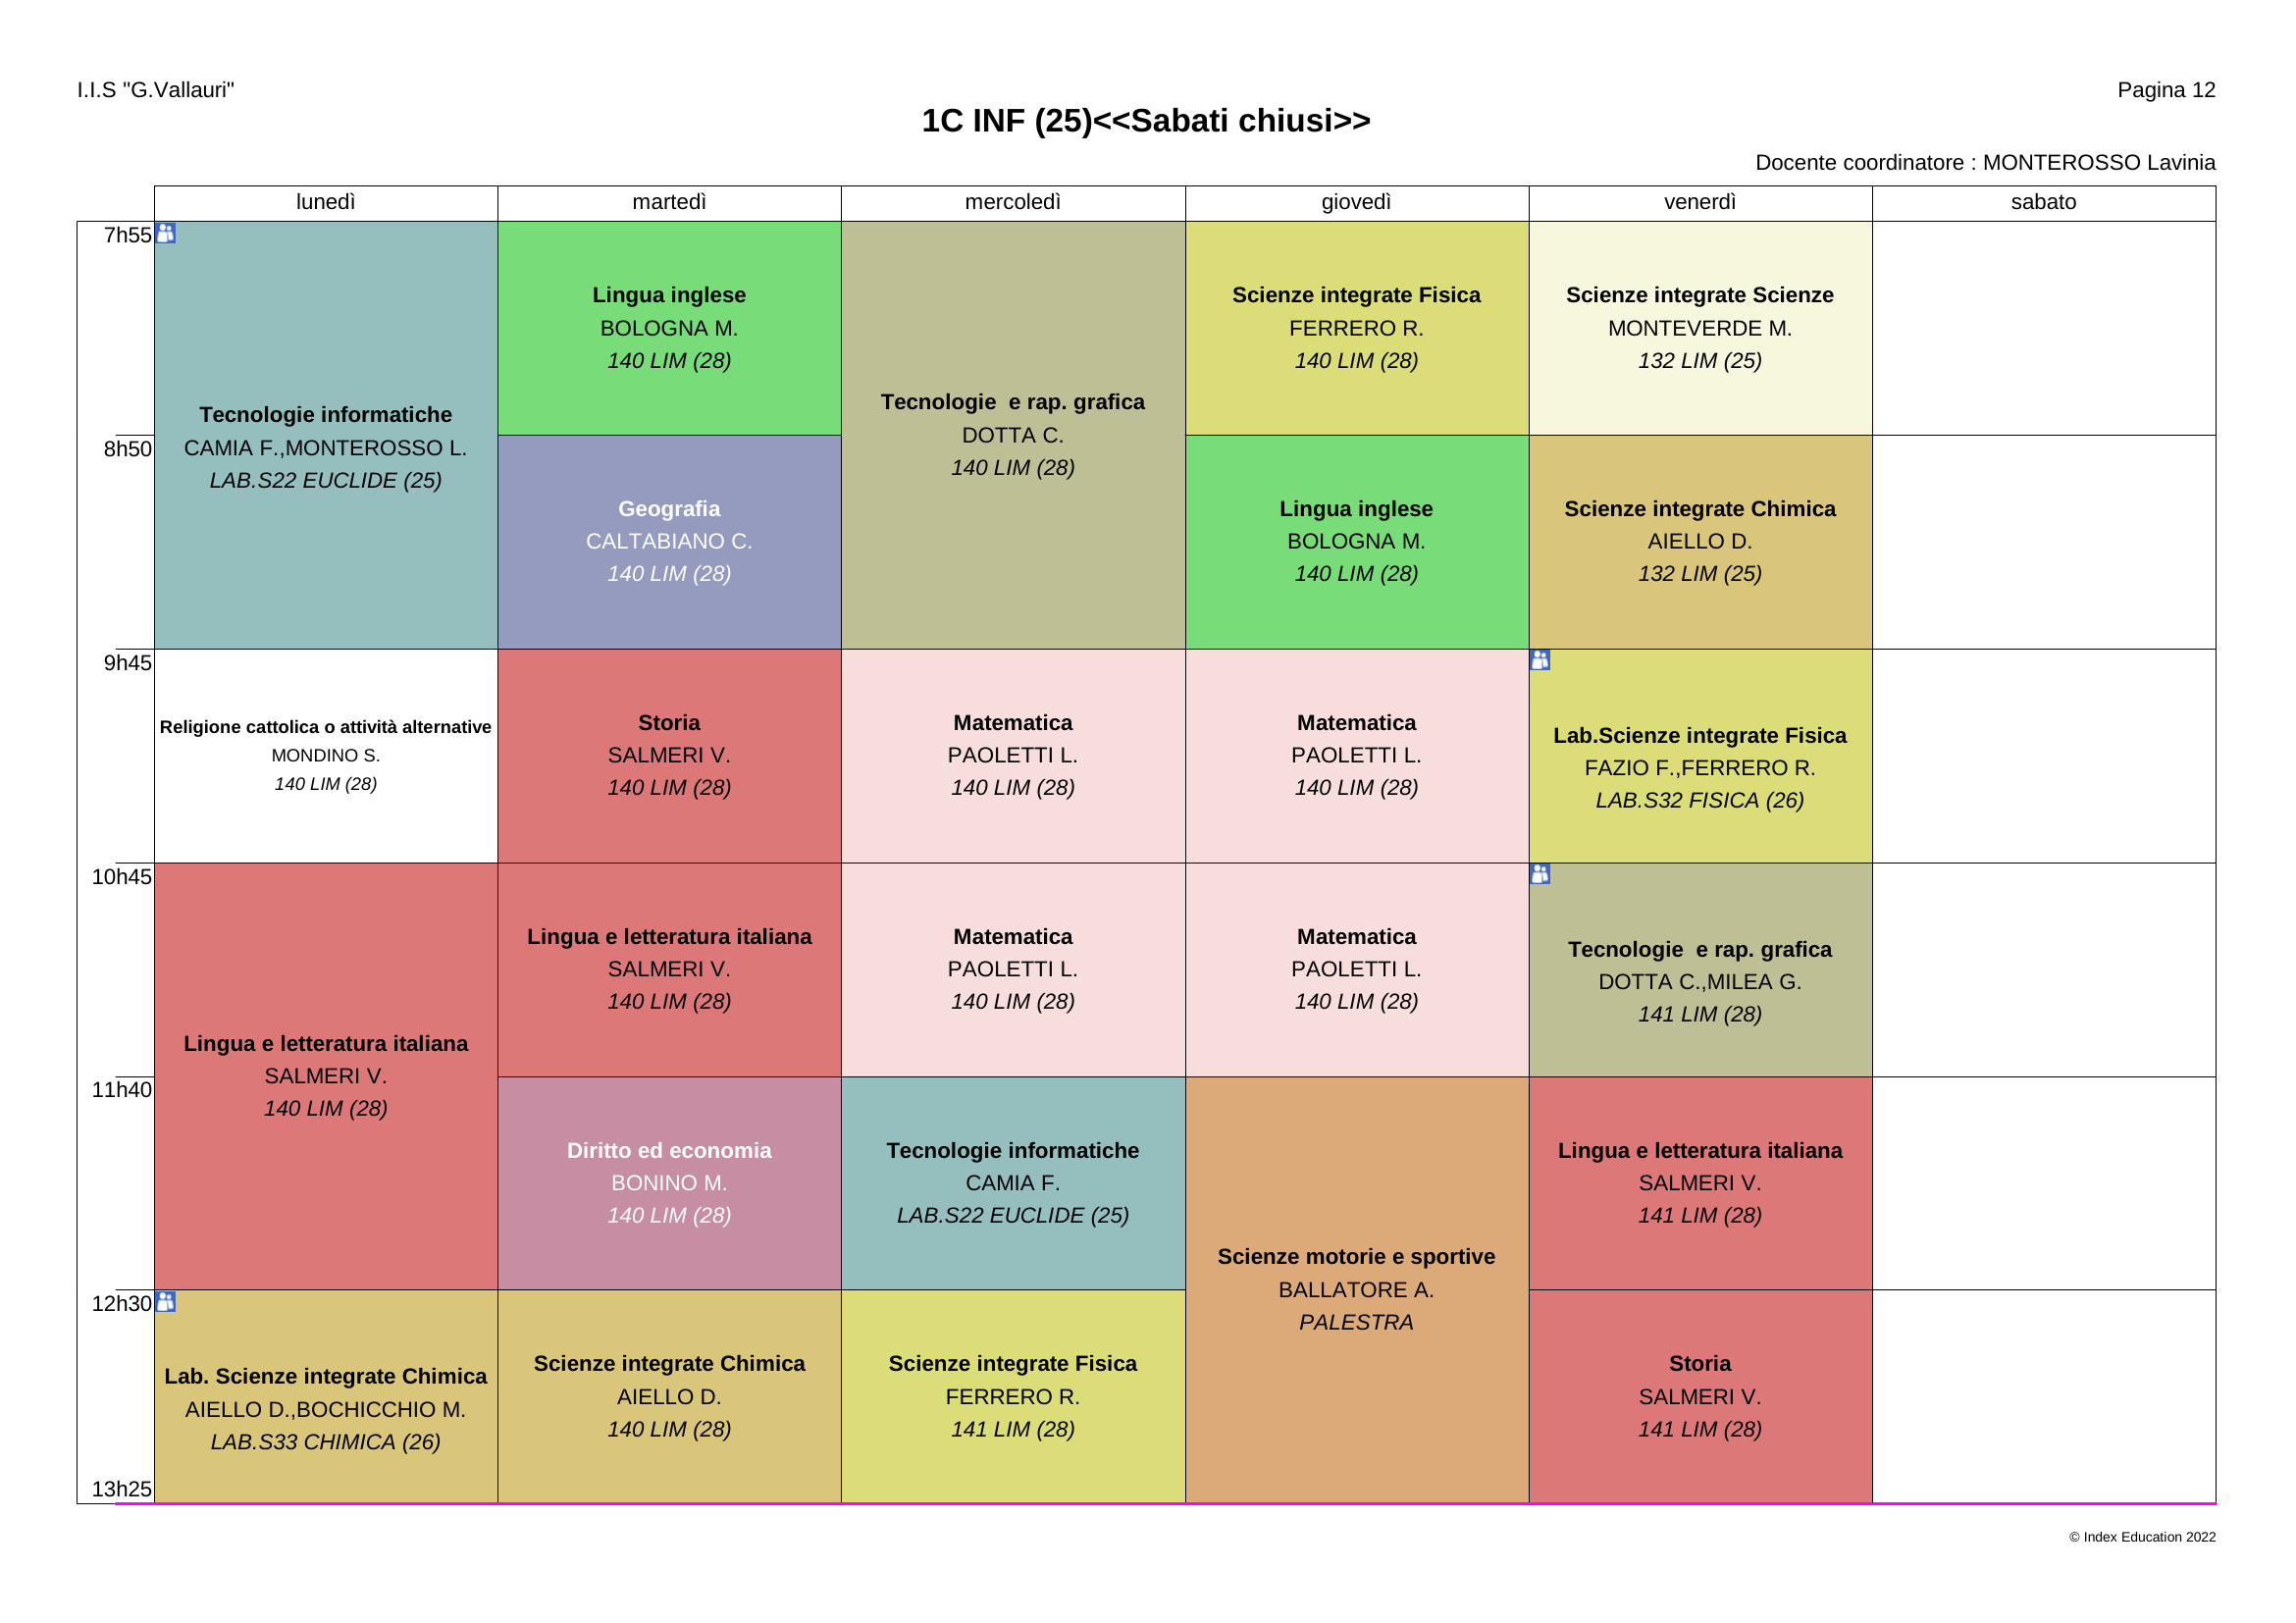 I.I.S "G.Vallauri"
Pagina 12
1C INF (25)<<Sabati chiusi>>
Docente coordinatore : MONTEROSSO Lavinia
lunedì
martedì
mercoledì
giovedì
venerdì
sabato
7h55
Tecnologie informatiche
CAMIA F.,MONTEROSSO L.
LAB.S22 EUCLIDE (25)
Lingua inglese
BOLOGNA M.
140 LIM (28)
Tecnologie  e rap. grafica
DOTTA C.
140 LIM (28)
Scienze integrate Fisica
FERRERO R.
140 LIM (28)
Scienze integrate Scienze
MONTEVERDE M.
132 LIM (25)
8h50
Geografia
CALTABIANO C.
140 LIM (28)
Lingua inglese
BOLOGNA M.
140 LIM (28)
Scienze integrate Chimica
AIELLO D.
132 LIM (25)
9h45
Religione cattolica o attività alternative
MONDINO S.
140 LIM (28)
Storia
SALMERI V.
140 LIM (28)
Matematica
PAOLETTI L.
140 LIM (28)
Matematica
PAOLETTI L.
140 LIM (28)
Lab.Scienze integrate Fisica
FAZIO F.,FERRERO R.
LAB.S32 FISICA (26)
10h45
Lingua e letteratura italiana
SALMERI V.
140 LIM (28)
Lingua e letteratura italiana
SALMERI V.
140 LIM (28)
Matematica
PAOLETTI L.
140 LIM (28)
Matematica
PAOLETTI L.
140 LIM (28)
Tecnologie  e rap. grafica
DOTTA C.,MILEA G.
141 LIM (28)
11h40
Diritto ed economia
BONINO M.
140 LIM (28)
Tecnologie informatiche
CAMIA F.
LAB.S22 EUCLIDE (25)
Scienze motorie e sportive
BALLATORE A.
PALESTRA
Lingua e letteratura italiana
SALMERI V.
141 LIM (28)
12h30
Lab. Scienze integrate Chimica
AIELLO D.,BOCHICCHIO M.
LAB.S33 CHIMICA (26)
Scienze integrate Chimica
AIELLO D.
140 LIM (28)
Scienze integrate Fisica
FERRERO R.
141 LIM (28)
Storia
SALMERI V.
141 LIM (28)
13h25
© Index Education 2022